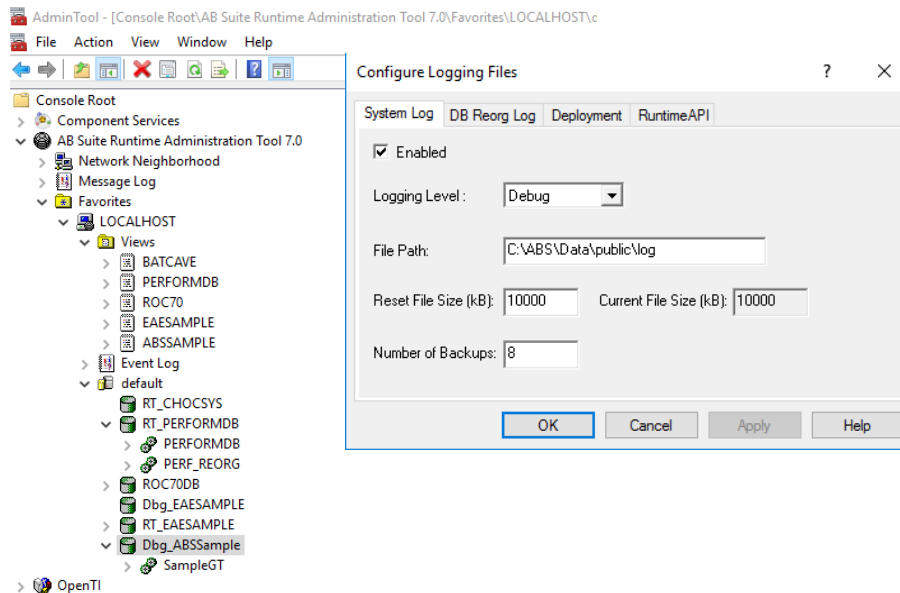 AdminTool - [Console Root\AB Suite Runtime Administration Tool 7.0\Favorites\LOCALHOST\
File Action View Window Help
Configure Logging Files ?
System Log DB Reorg Log Deployment RuntimeAPI
Enabled
Logging Level : Debug
File Path: C:\ABS\Data\public\log
Reset File Size (kB): 10000 Current File Size (kB): 10000
Number of Backups: 8
OK Cancel Apply Help
Console Root
Component Services
AB Suite Runtime Administration Tool 7.0
Network Neighborhood
Message Log
Favorites
LOCALHOST
Views
BATCAVE
PERFORMDB
ROC70
EAESAMPLE
ABSSAMPLE
Event Log
default
RT_CHOCSYS
RT_PERFORMDB
PERFORMDB
PERF_REORG
ROC70DB
Dbg_EAESAMPLE
RT_EAESAMPLE
Dbg_ABSSample
SampleGT
OpenTI